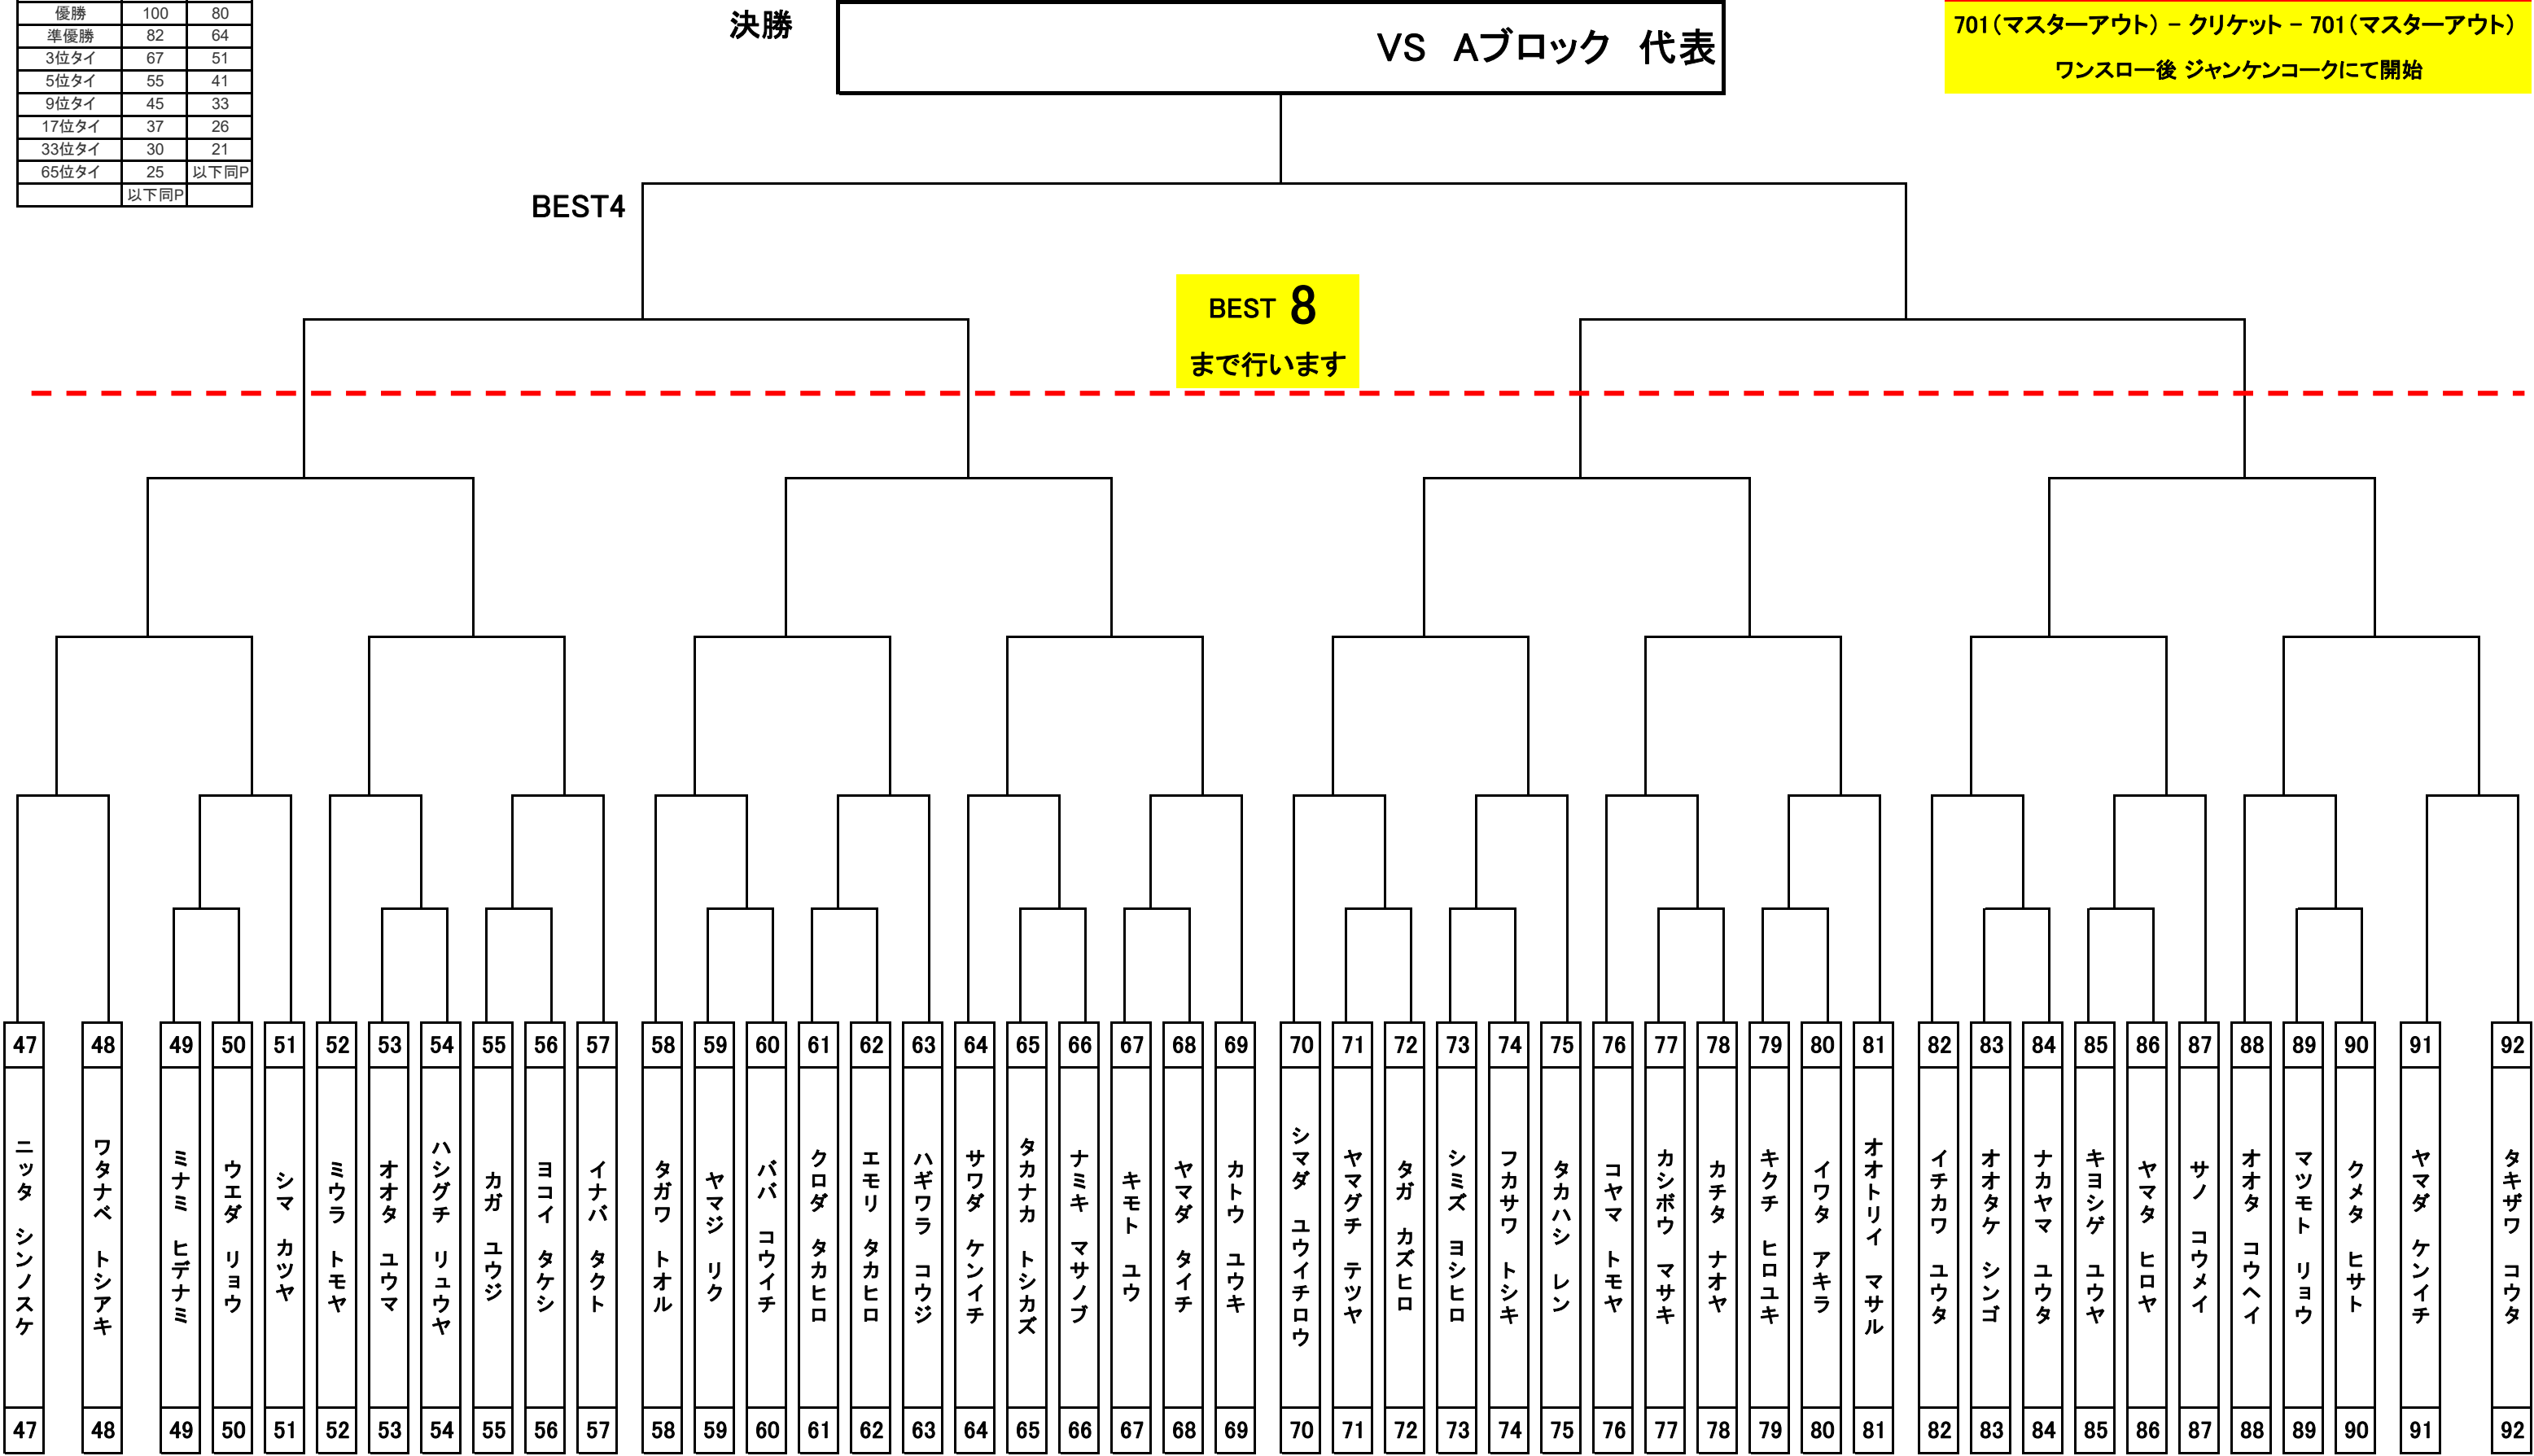 優勝 100 80
準優勝 82 64
3位タイ 67 51
5位タイ 55 41
9位タイ 45 33
17位タイ 37 26
33位タイ 30 21
65位タイ 25 以下同P
以下同P
決勝
VS Aブロック 代表
701(マスターアウト) − クリケット − 701(マスターアウト)
ワンスロー後 ジャンケンコークにて開始
BEST4
BEST 8
まで行います
47 48 49 50 51 52 53 54 55 56 57 58 59 60 61 62 63 64 65 66 67 68 69 70 71 72 73 74 75 76 77 78 79 80 81 82 83 84 85 86 87 88 89 90 91 92
ニッタ シンノスケ
ワタナベ トシアキ
ミナミ ヒデナミ
ウエダ リョウ
シマ カツヤ
ミウラ トモヤ
オオタ ユウマ
ハシグチ リュウヤ
カガ ユウジ
ヨコイ タケシ
イナバ タクト
タガワ トオル
ヤマジ リク
ババ コウイチ
クロダ タカヒロ
エモリ タカヒロ
ハギワラ コウジ
サワダ ケンイチ
タカナカ トシカズ
ナミキ マサノブ
キモト ユウ
ヤマダ タイチ
カトウ ユウキ
シマダ ユウイチロウ
ヤマグチ テツヤ
タガ カズヒロ
シミズ ヨシヒロ
フカサワ トシキ
タカハシ レン
コヤマ トモヤ
カシボウ マサキ
カチタ ナオヤ
キクチ ヒロユキ
イワタ アキラ
オオトリイ マサル
イチカワ ユウタ
オオタケ シンゴ
ナカヤマ ユウタ
キヨシゲ ユウヤ
ヤマタ ヒロヤ
サノ コウメイ
オオタ コウヘイ
マツモト リョウ
クメタ ヒサト
ヤマダ ケンイチ
タキザワ コウタ
47 48 49 50 51 52 53 54 55 56 57 58 59 60 61 62 63 64 65 66 67 68 69 70 71 72 73 74 75 76 77 78 79 80 81 82 83 84 85 86 87 88 89 90 91 92